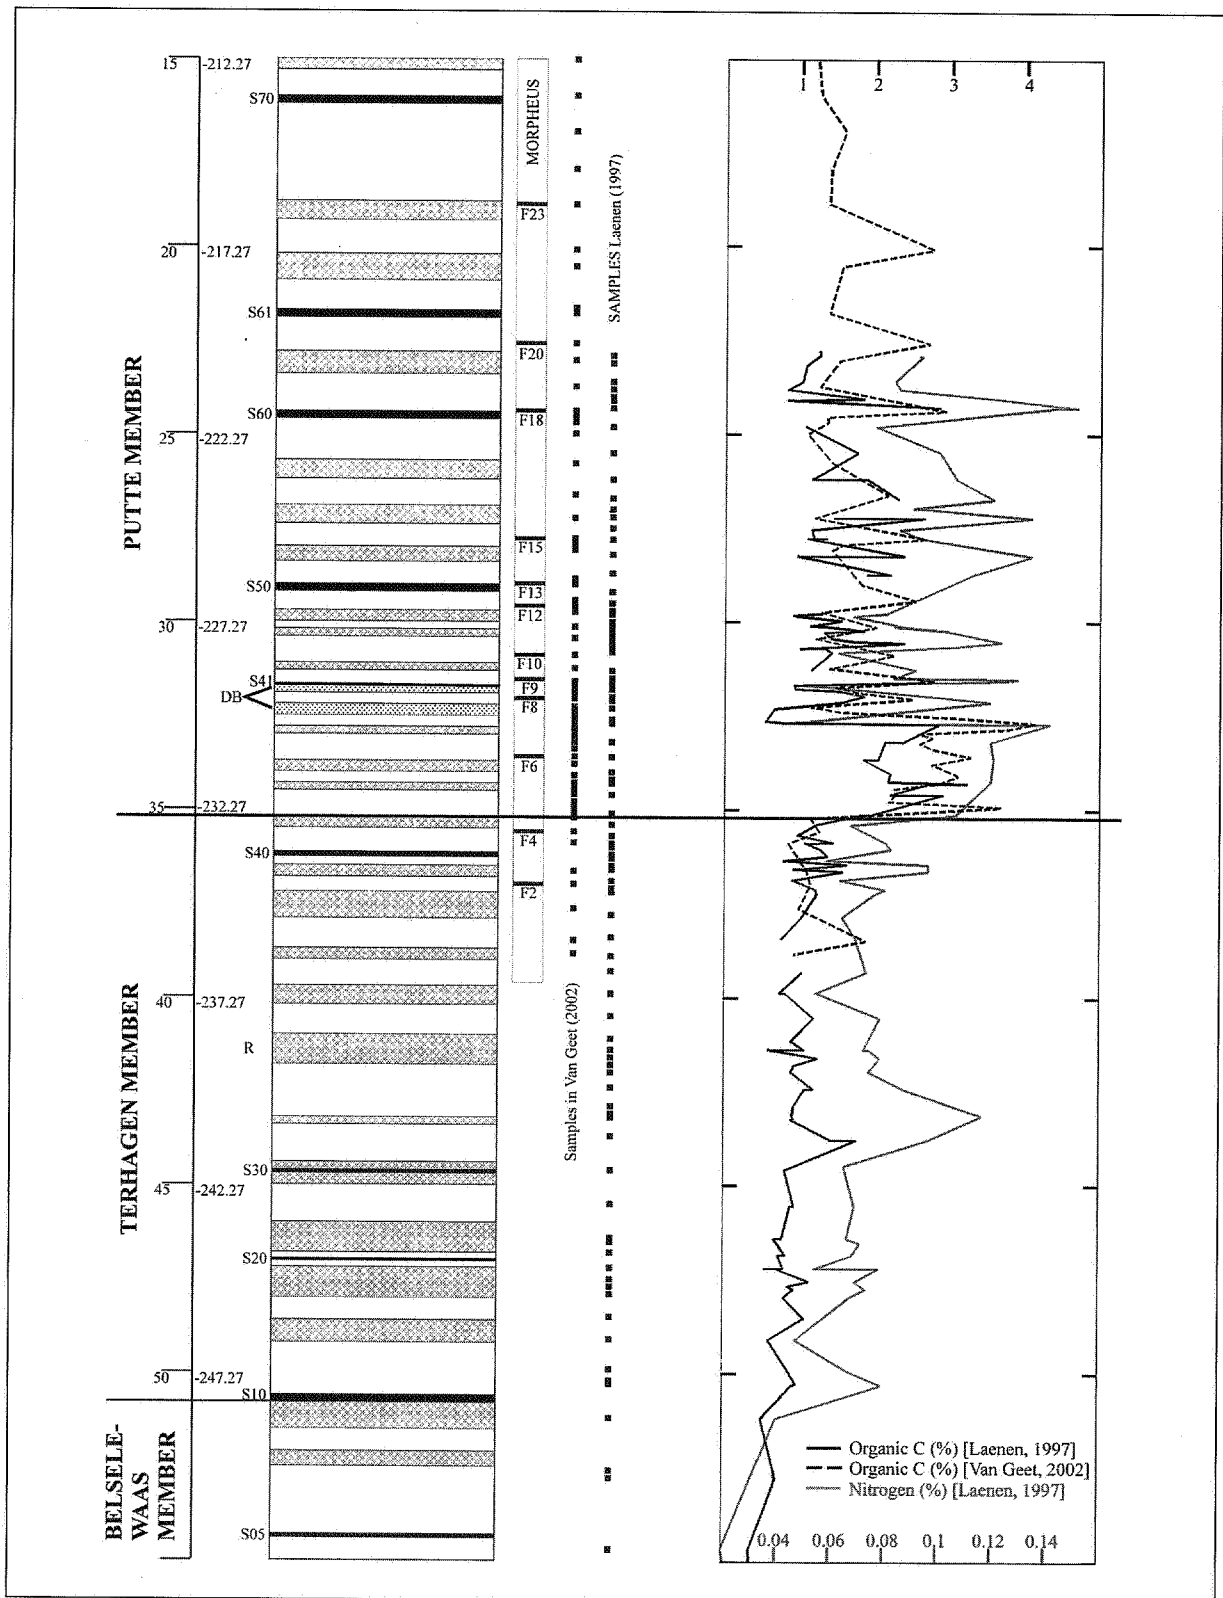 15
-212.27
1
2
3
4
S70
MORPHEUS
SAMPLES Laenen (1997)
F23
20
-217.27
S61
F20
PUTTE MEMBER
S60
F18
25
-222.27
F15
S50
F13
F12
30
-227.27
F10
S41
F9
DB
F8
F6
35
-232.27
F4
S40
F2
TERHAGEN MEMBER
40
-237.27
Samples in Van Geet (2002)
R
S30
45
-242.27
S20
50
-247.27
S10
BELSELE-
WAAS
MEMBER
Organic C (%) [Laenen, 1997]
Organic C (%) [Van Geet, 2002]
Nitrogen (%) [Laenen, 1997]
S05
0.04
0.06
0.08
0.1
0.12
0.14